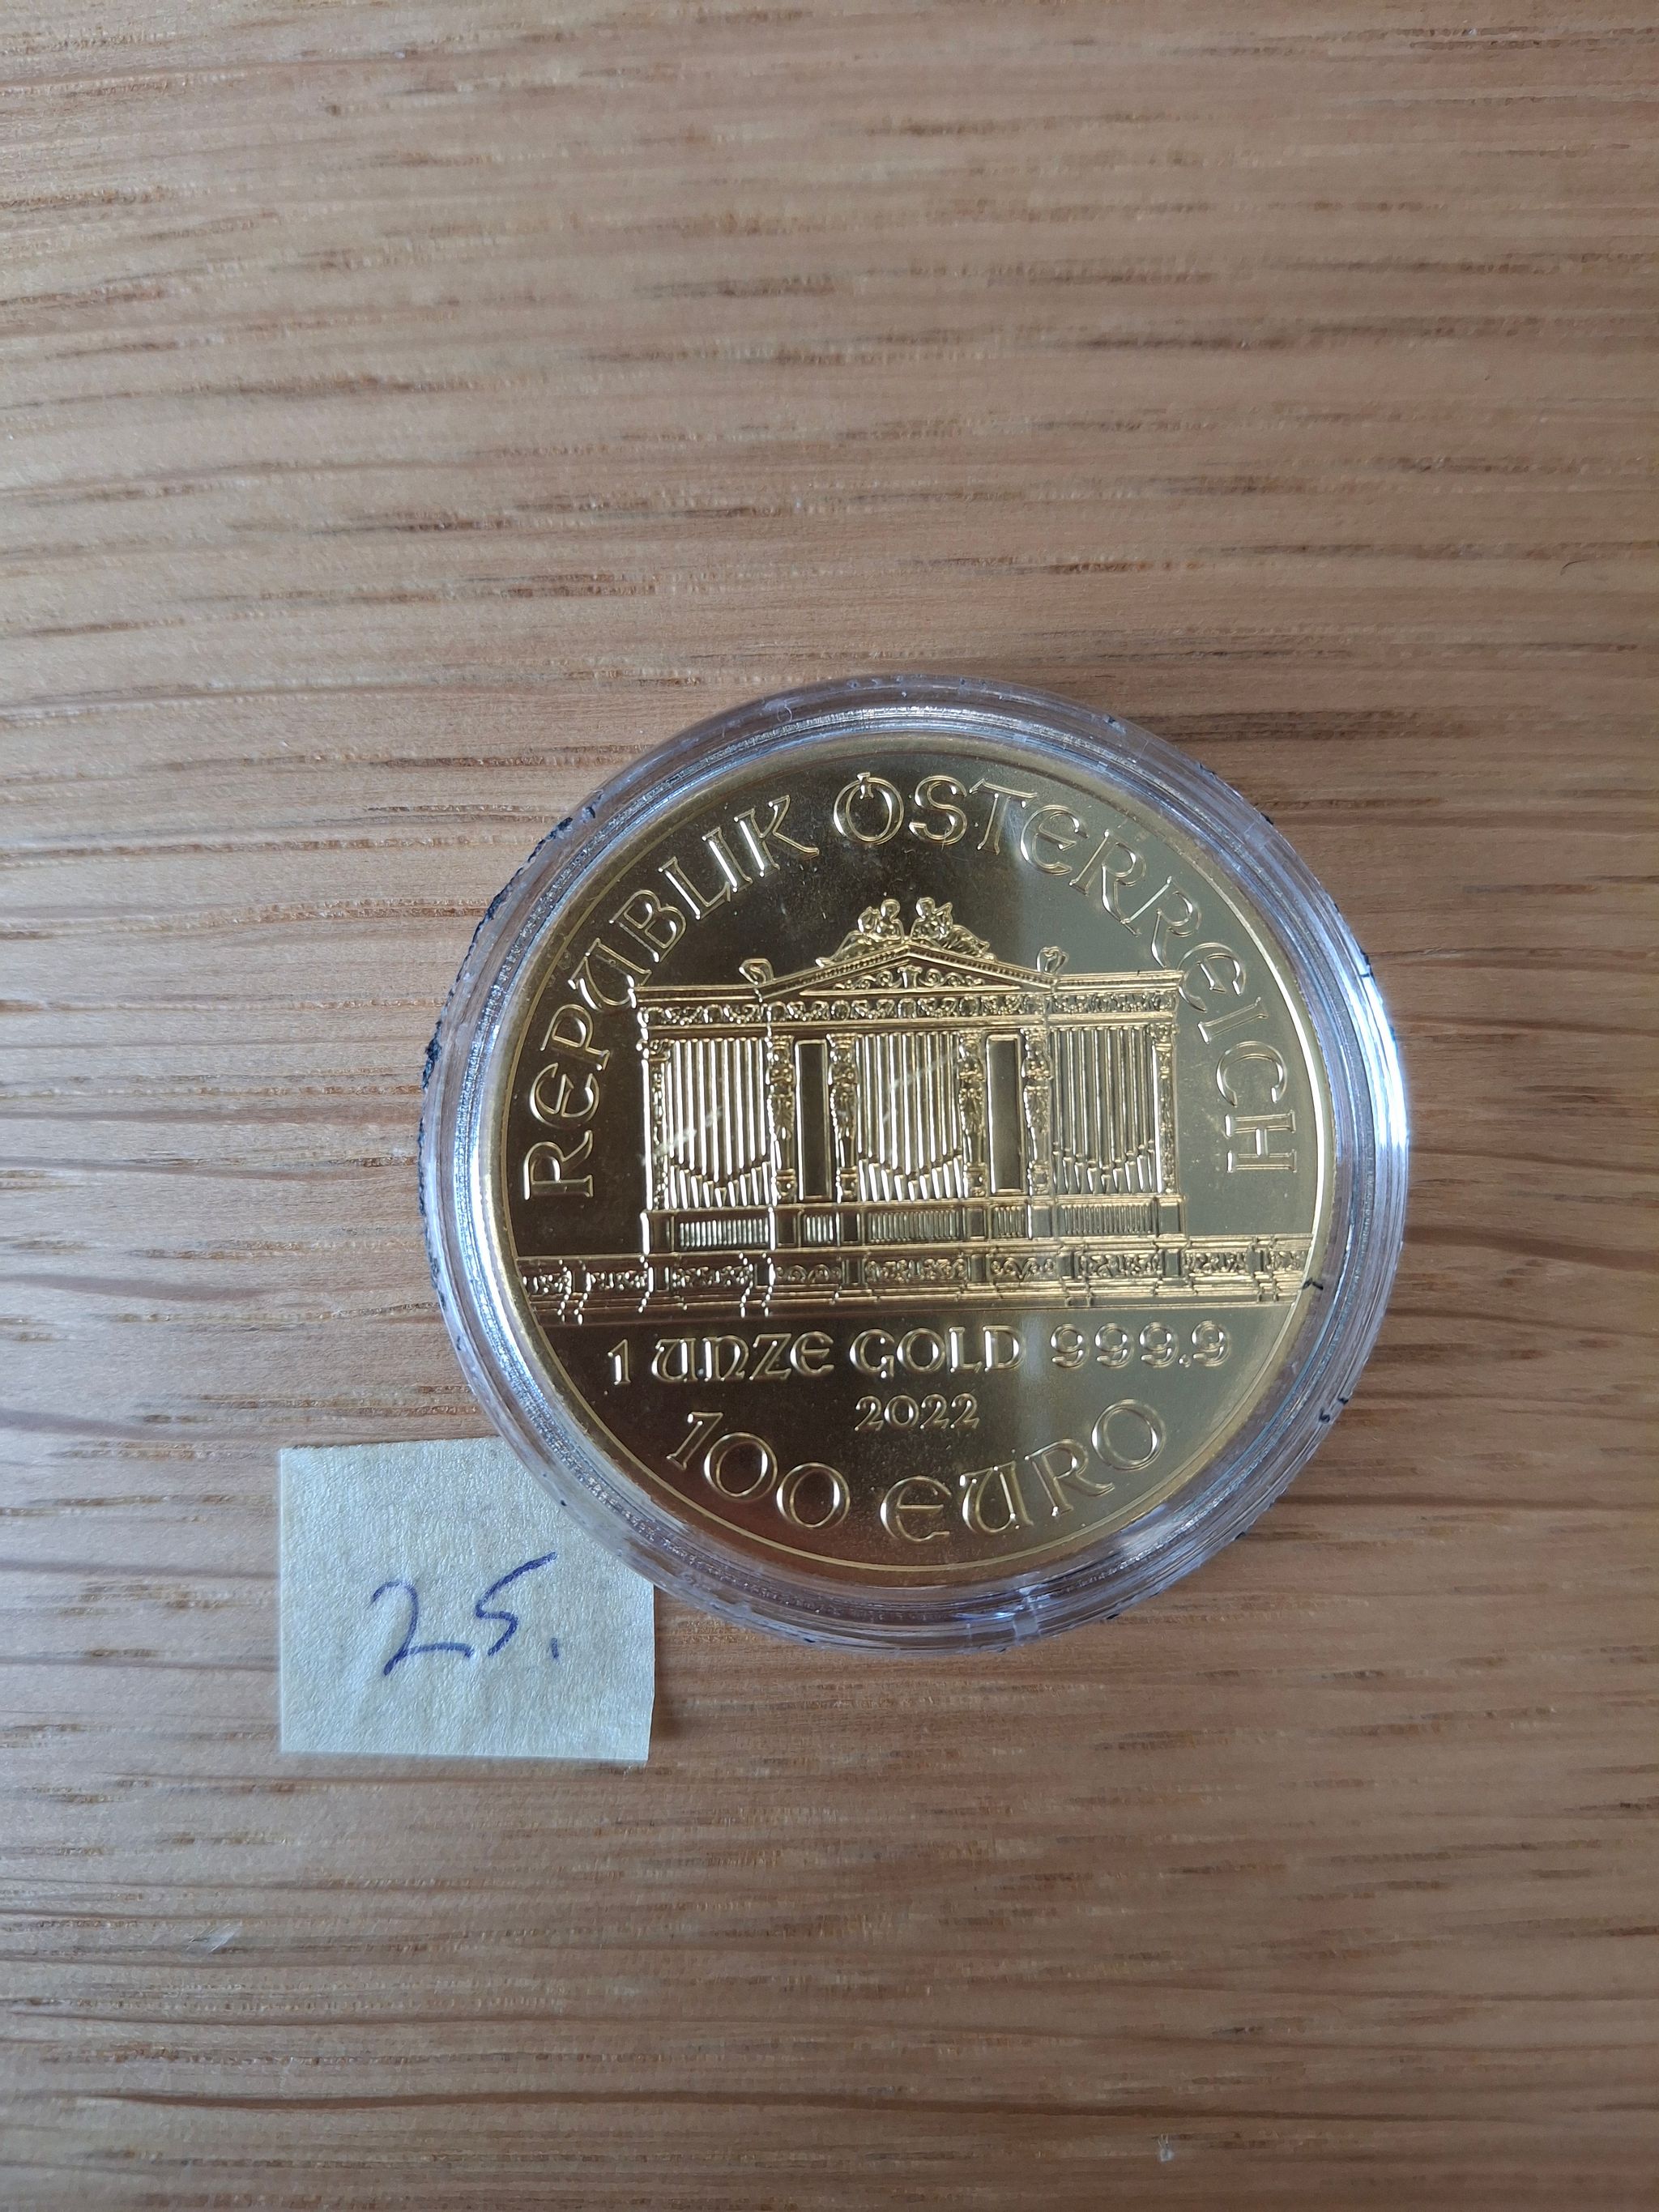 REPUBLIK ÖSTERREICH
1 UNZE GOLD 999.9
2022
100 EURO
25.